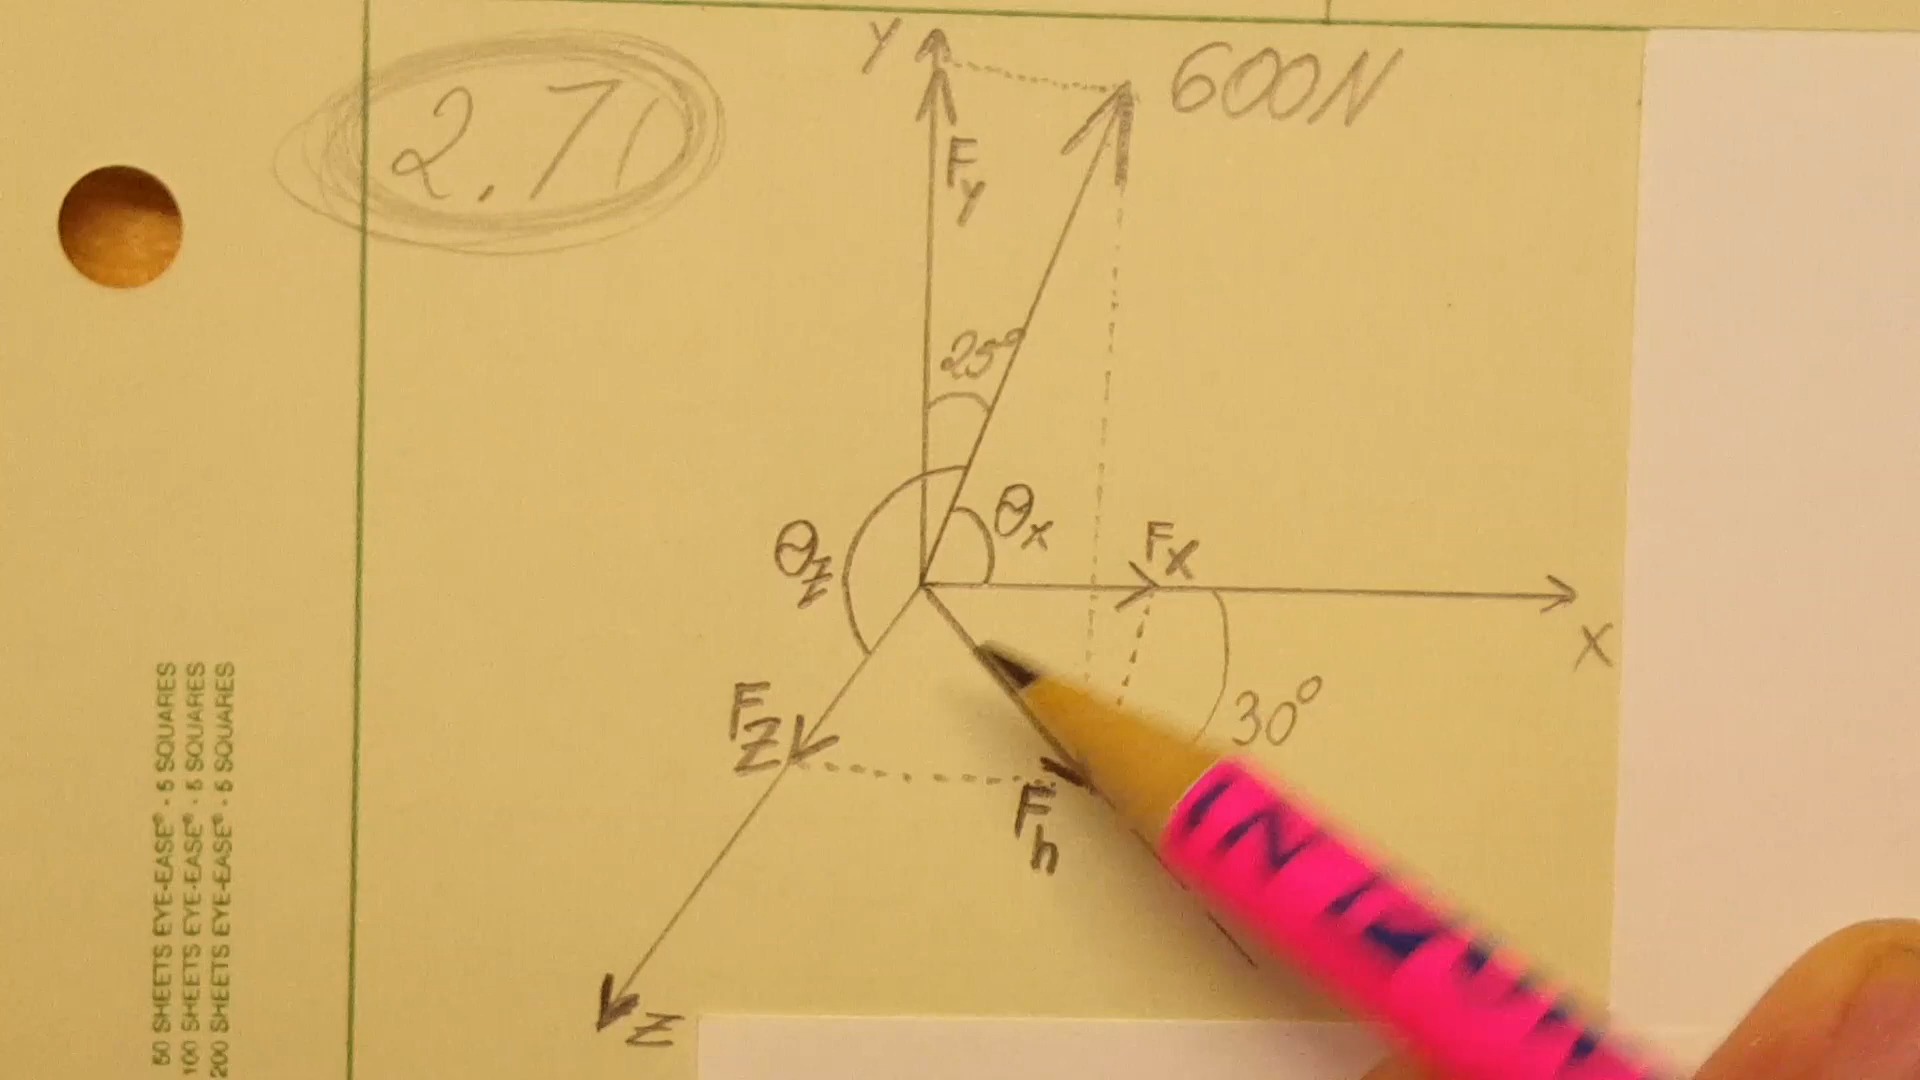 2.71
Y
600N
Fy
25°
θx
θz
Fx
X
30°
Fz
Fh
Z
50 SHEETS EYE-EASE® - 5 SQUARES
100 SHEETS EYE-EASE® - 5 SQUARES
200 SHEETS EYE-EASE® - 5 SQUARES